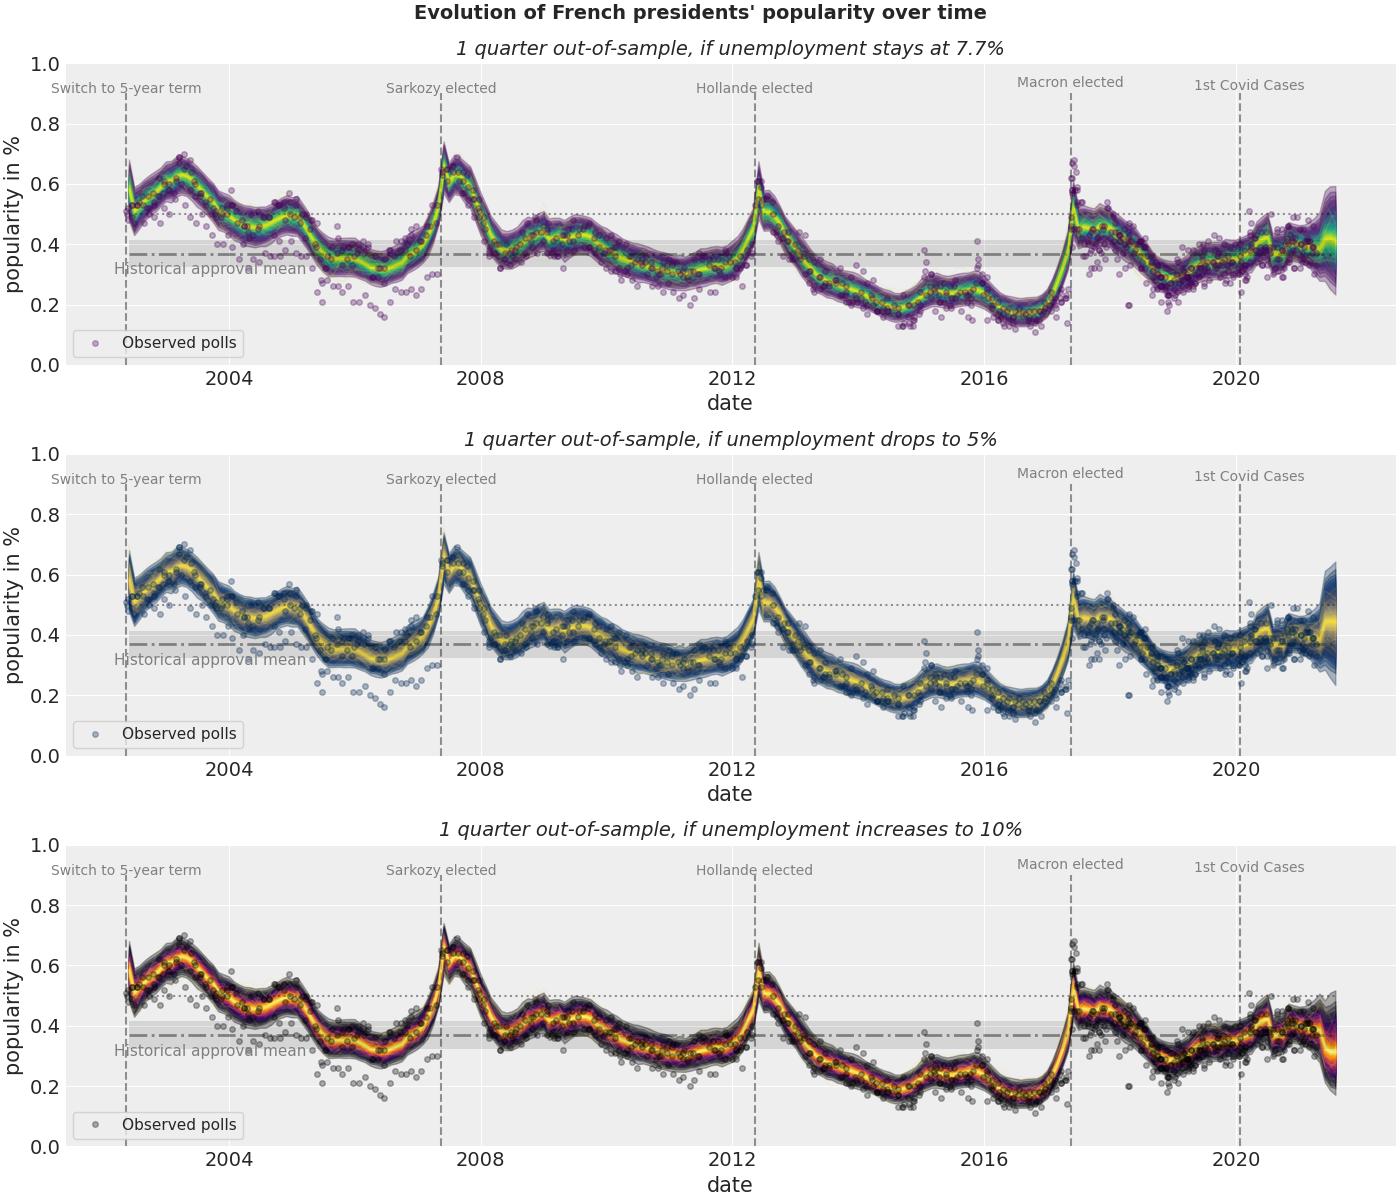 Evolution of French presidents' popularity over time
1 quarter out-of-sample, if unemployment stays at 7.7%
1.0
Switch to 5-year term
Sarkozy elected
Hollande elected
Macron elected
1st Covid Cases
0.8
0.6
popularity in %
0.4
Historical approval mean
0.2
Observed polls
0.0
2004
2008
2012
2016
2020
date
1 quarter out-of-sample, if unemployment drops to 5%
1.0
Switch to 5-year term
Sarkozy elected
Hollande elected
Macron elected
1st Covid Cases
0.8
0.6
popularity in %
0.4
Historical approval mean
0.2
Observed polls
0.0
2004
2008
2012
2016
2020
date
1 quarter out-of-sample, if unemployment increases to 10%
1.0
Switch to 5-year term
Sarkozy elected
Hollande elected
Macron elected
1st Covid Cases
0.8
0.6
popularity in %
0.4
Historical approval mean
0.2
Observed polls
0.0
2004
2008
2012
2016
2020
date